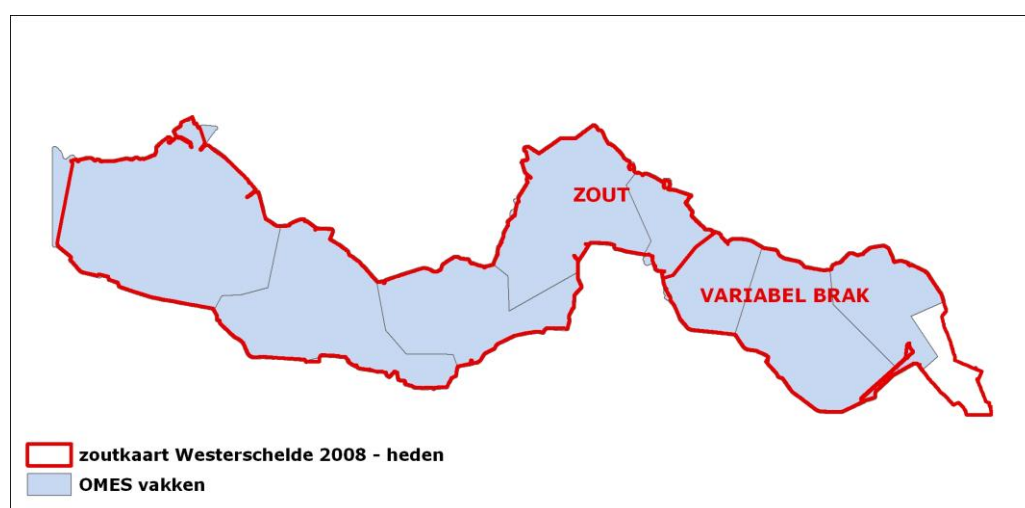 ZOUT
VARIABEL BRAK
zoutkaart Westerschelde 2008 - heden
OMES vakken